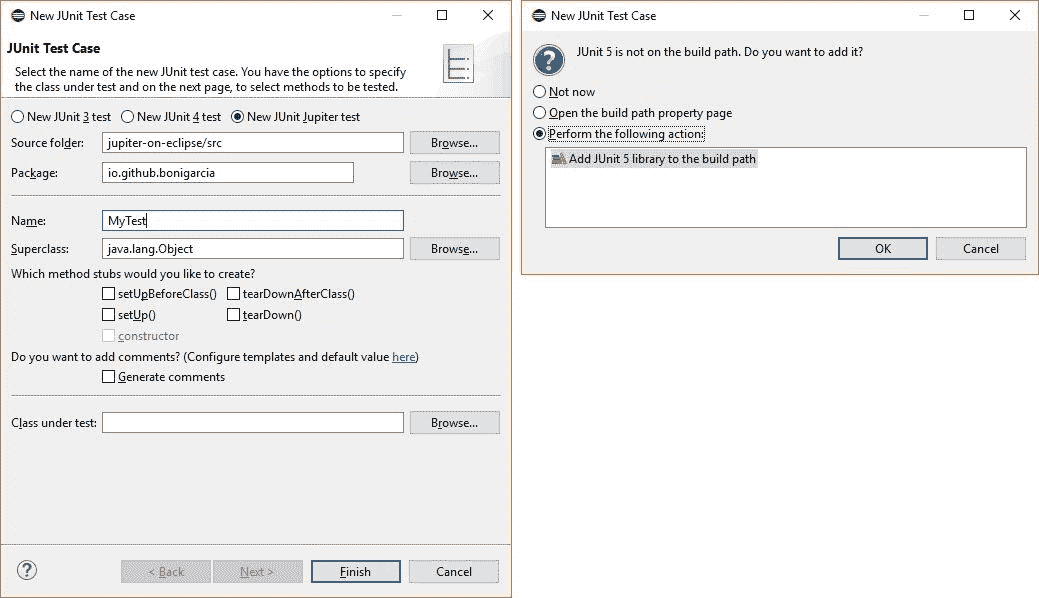 New JUnit Test Case
JUnit Test Case
Select the name of the new JUnit test case. You have the options to specify
the class under test and on the next page, to select methods to be tested.
New JUnit 3 test New JUnit 4 test New JUnit Jupiter test
Source folder: jupiter-on-eclipse/src Browse...
Package: io.github.bonigarcia Browse...
Name: MyTest
Superclass: java.lang.Object Browse...
Which method stubs would you like to create?
setUpBeforeClass() tearDownAfterClass()
setUp() tearDown()
constructor
Do you want to add comments? (Configure templates and default value here)
Generate comments
Class under test: Browse...
? < Back Next > Finish Cancel
New JUnit Test Case
? JUnit 5 is not on the build path. Do you want to add it?
Not now
Open the build path property page
Perform the following action:
Add JUnit 5 library to the build path
OK Cancel